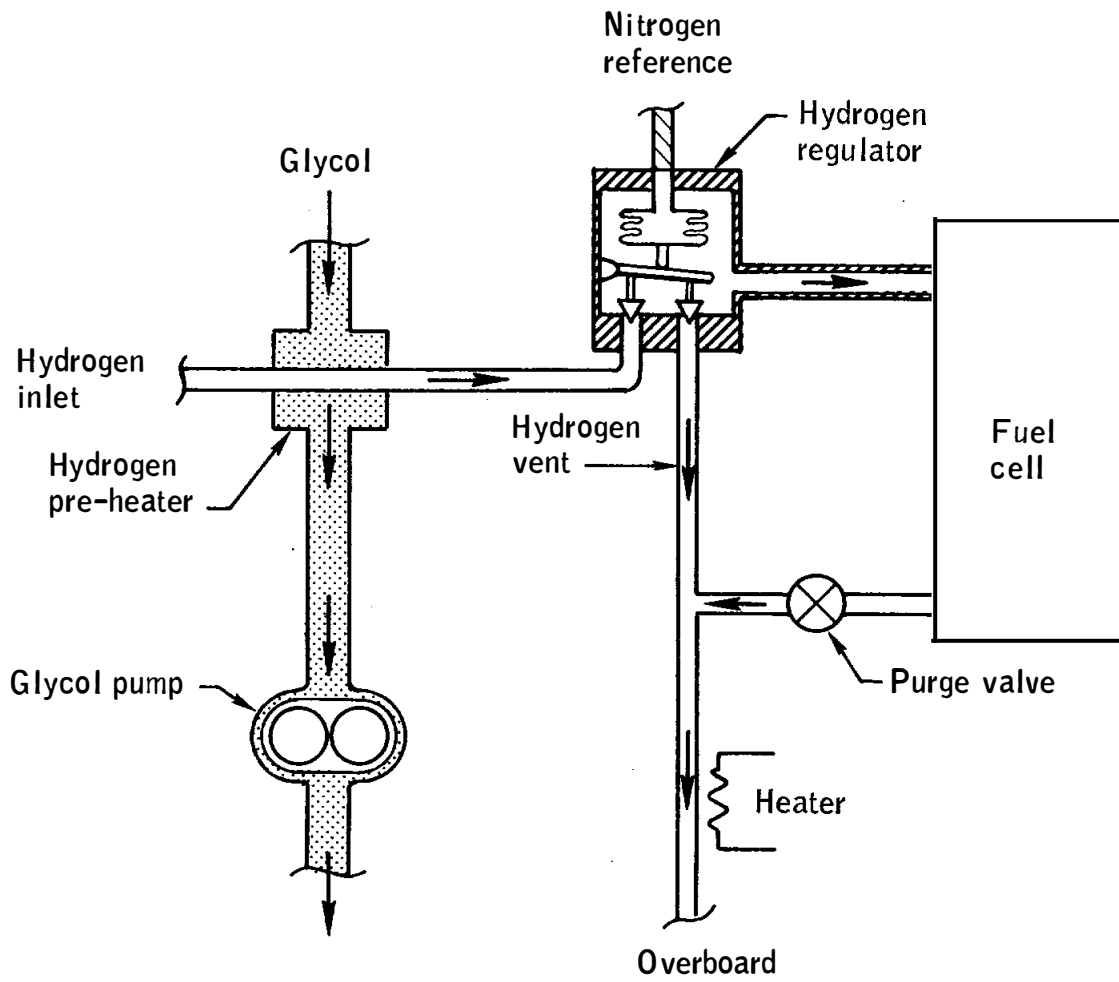 Nitrogen
reference
Hydrogen
regulator
Glycol
Hydrogen
inlet
Hydrogen
pre-heater
Hydrogen
vent
Fuel
cell
Glycol pump
Purge valve
Heater
Overboard